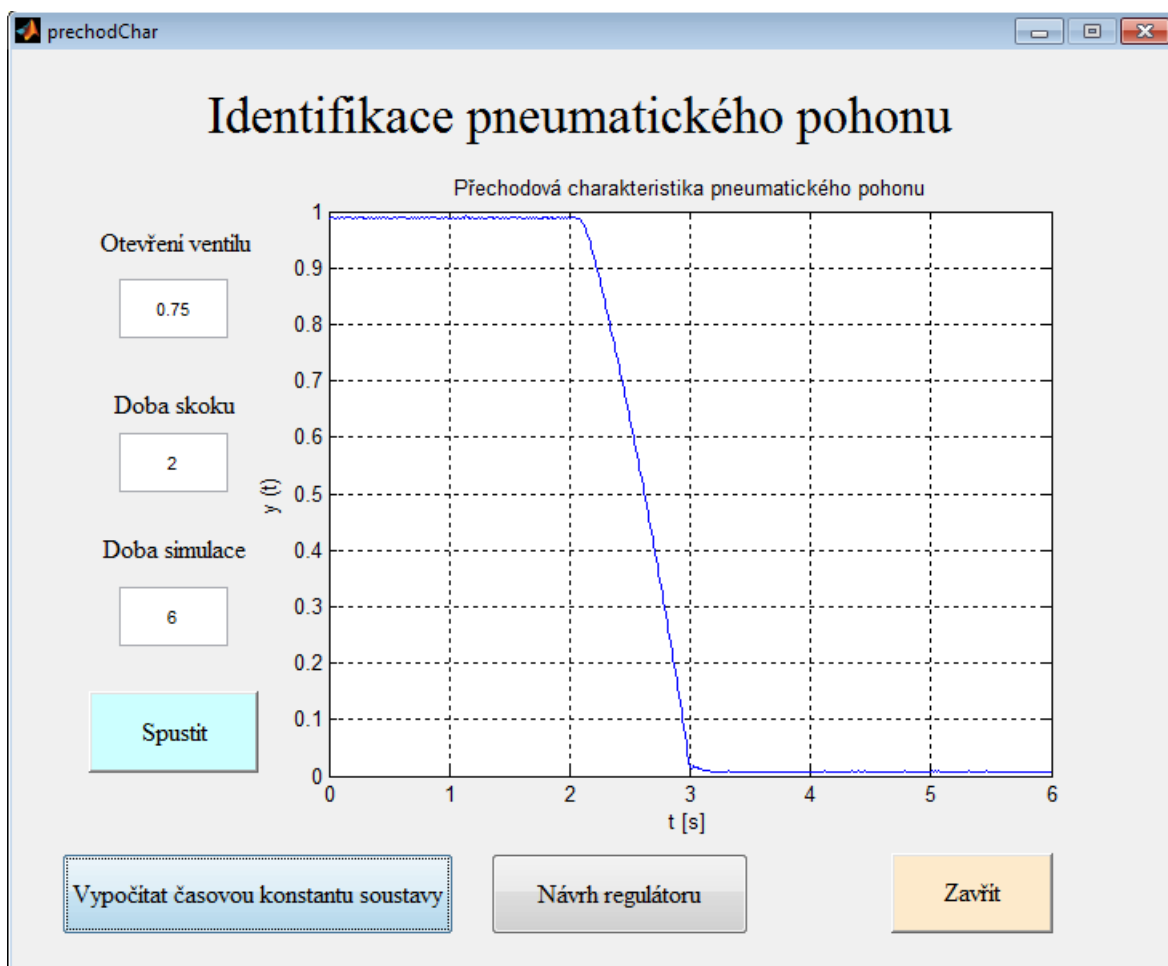 prechodChar
Identifikace pneumatického pohonu
Přechodová charakteristika pneumatického pohonu
Otevření ventilu
0.75
Doba skoku
2
Doba simulace
6
Spustit
1
0.9
0.8
0.7
0.6
0.5
0.4
0.3
0.2
0.1
0
y (t)
0 1 2 3 4 5 6
t [s]
Vypočítat časovou konstantu soustavy
Návrh regulátoru
Zavřít